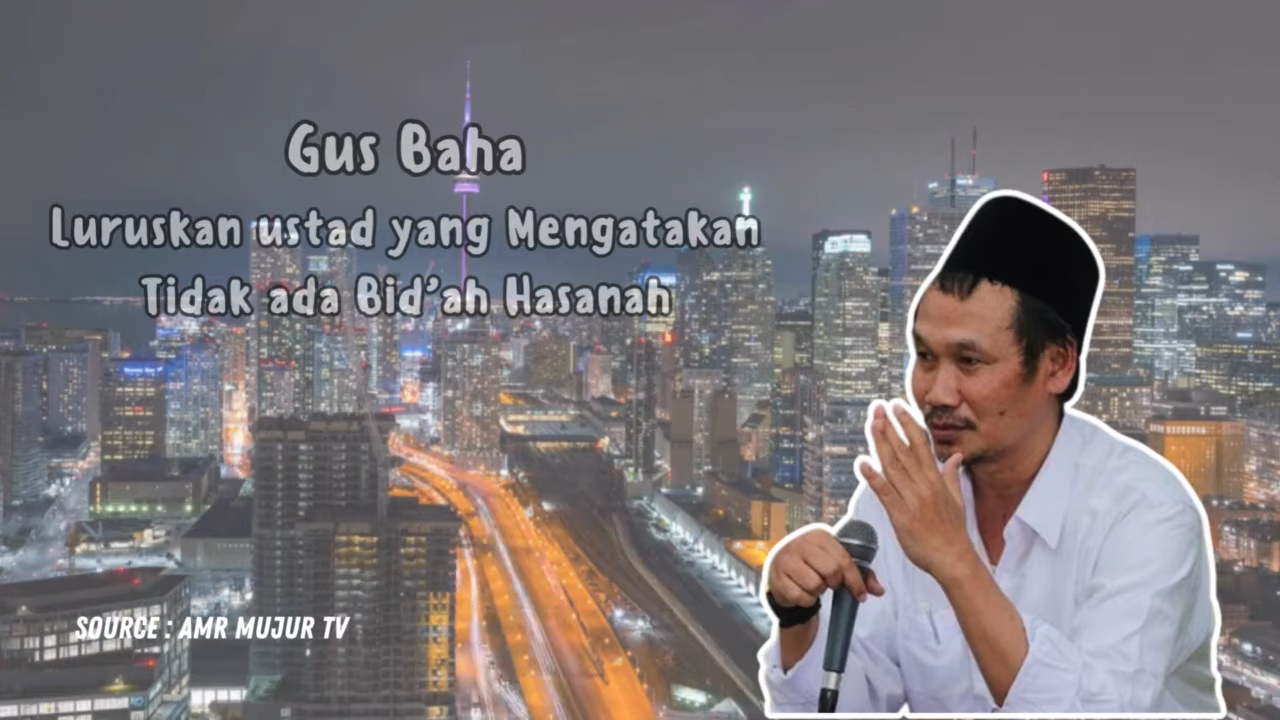 Gus Baha
Luruskan ustad yang Mengatakan
Tidak ada Bid'ah Hasanah
SOURCE : AMR MUJUR TV